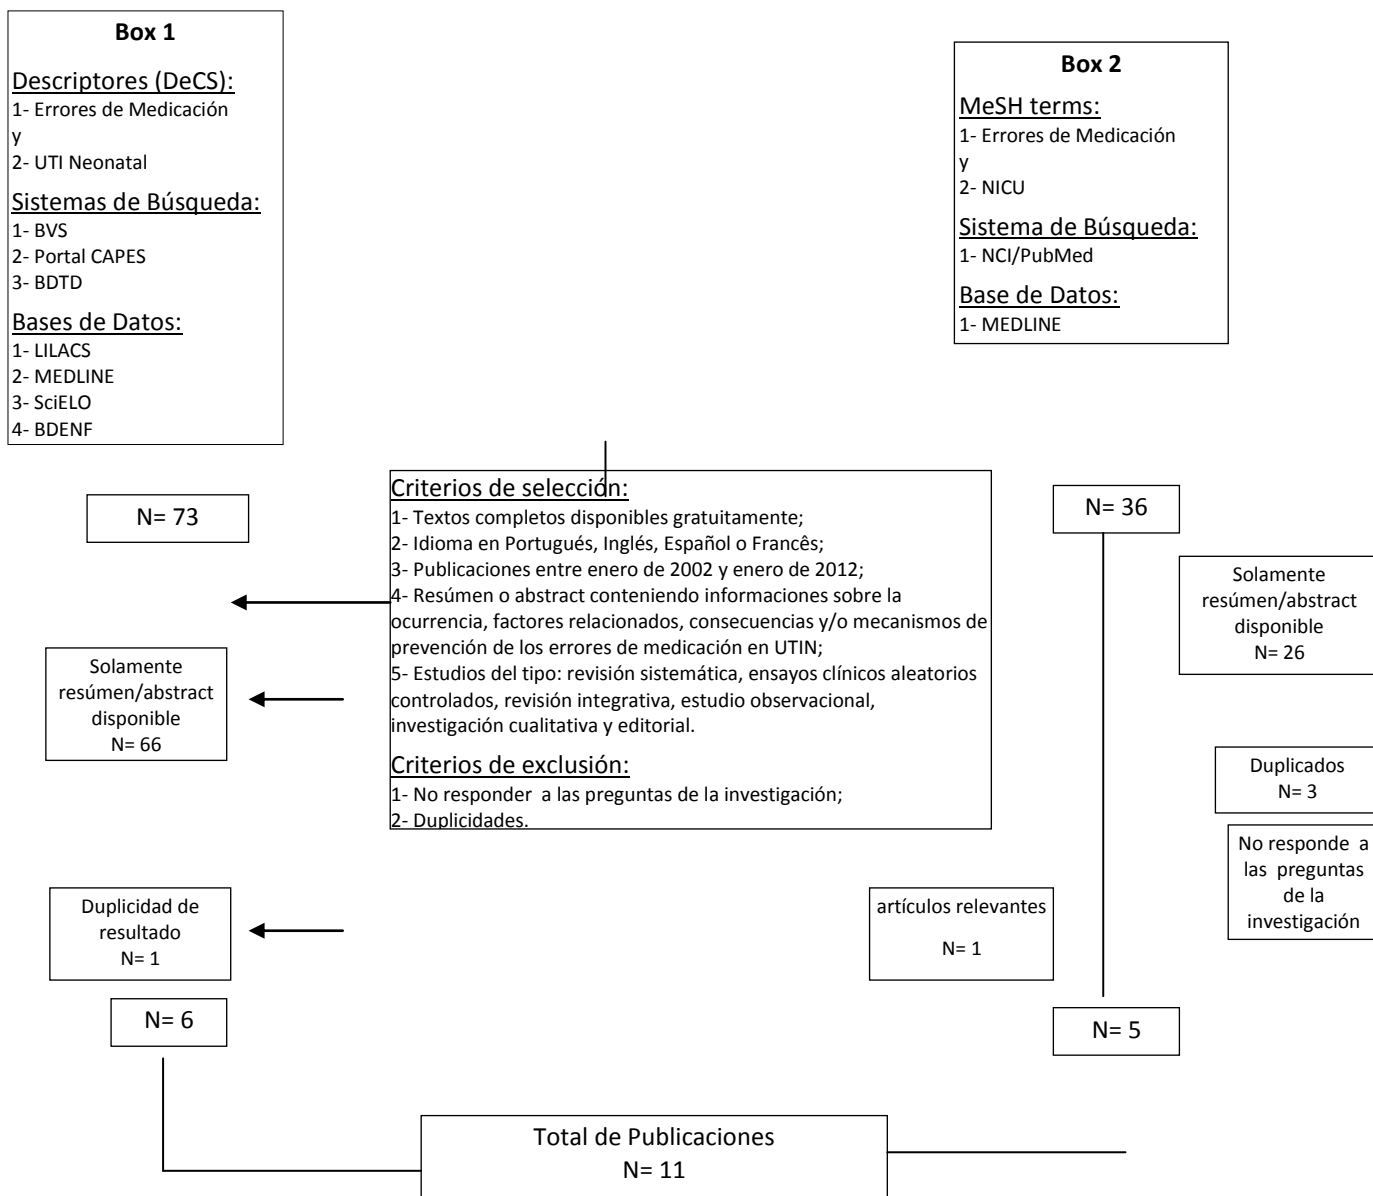 Box 1
Descriptores (DeCS):
1- Errores de Medicación
y
2- UTI Neonatal
Sistemas de Búsqueda:
1- BVS
2- Portal CAPES
3- BDTD
Bases de Datos:
1- LILACS
2- MEDLINE
3- SciELO
4- BDENF
Box 2
MeSH terms:
1- Errores de Medicación
y
2- NICU
Sistema de Búsqueda:
1- NCI/PubMed
Base de Datos:
1- MEDLINE
N= 73
Criterios de selección:
1- Textos completos disponibles gratuitamente;
2- Idioma en Portugués, Inglés, Español o Francês;
3- Publicaciones entre enero de 2002 y enero de 2012;
4- Resúmen o abstract conteniendo informaciones sobre la
ocurrencia, factores relacionados, consecuencias y/o mecanismos de
prevención de los errores de medicación en UTIN;
5- Estudios del tipo: revisión sistemática, ensayos clínicos aleatorios
controlados, revisión integrativa, estudio observacional,
investigación cualitativa y editorial.
Criterios de exclusión:
1- No responder a las preguntas de la investigación;
2- Duplicidades.
N= 36
Solamente
resúmen/abstract
disponible
N= 26
Solamente
resúmen/abstract
disponible
N= 66
Duplicados
N= 3
No responde a
las preguntas
de la
investigación
Duplicidad de
resultado
N= 1
artículos relevantes
N= 1
N= 6
N= 5
Total de Publicaciones
N= 11